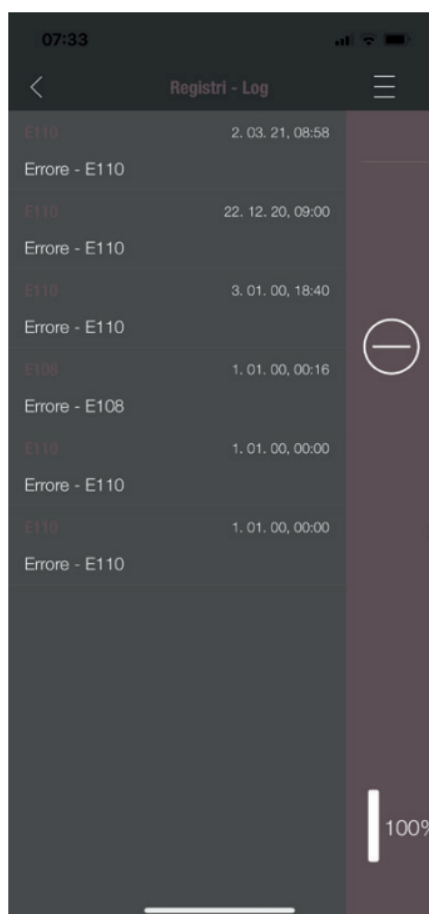 07:33
Registri - Log
E110 2. 03. 21, 08:58
Errore - E110
E110 22. 12. 20, 09:00
Errore - E110
E110 3. 01. 00, 18:40
Errore - E110
E108 1. 01. 00, 00:16
Errore - E108
E110 1. 01. 00, 00:00
Errore - E110
E110 1. 01. 00, 00:00
Errore - E110
100%